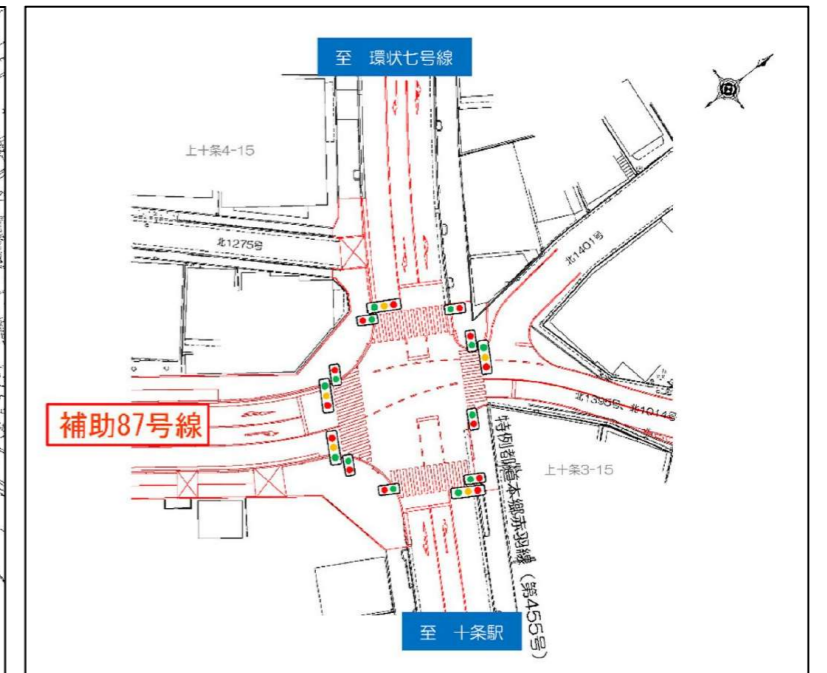 至 環状七号線
上十条4-15
北1275号
北1401号
補助87号線
北1395号、北1014号
上十条3-15
特例都道本郷赤羽線（第455号）
至 十条駅